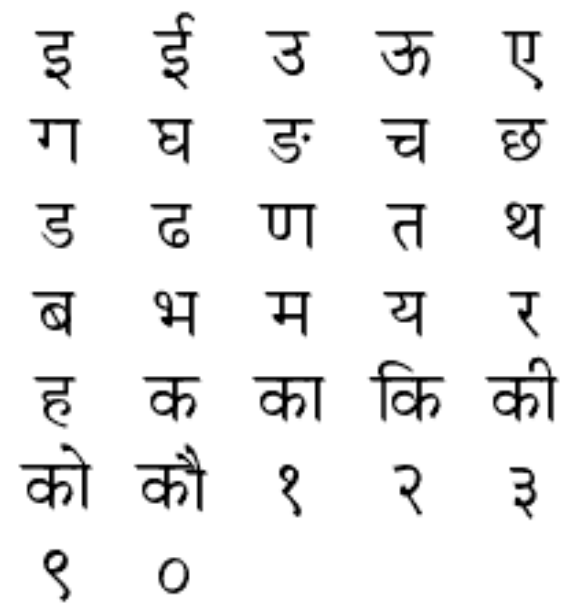 इ ई उ ऊ ए
ग घ ङ च छ
ड ढ ण त थ
ब भ म य र
ह क का कि की
को कौ १ २ ३
९ ०